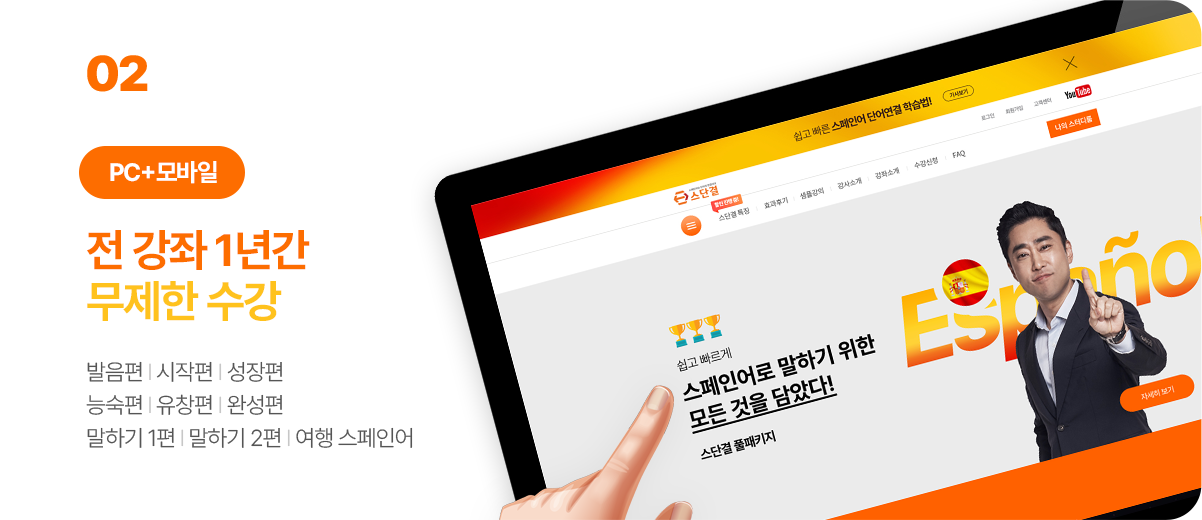 02
PC+모바일
전 강좌 1년간
무제한 수강
발음편 | 시작편 | 성장편
능숙편 | 유창편 | 완성편
말하기 1편 | 말하기 2편 | 여행 스페인어
쉽고 빠른 스페인어 단어연결 학습법! 기사보기
로그인 회원가입 고객센터 YouTube
스단결
나의 스터디룸
스단결 특징 효과후기 샘플강의 강사소개 강좌소개 수강신청 FAQ
Españo
쉽고 빠르게
스페인어로 말하기 위한
모든 것을 담았다!
스단결 풀패키지
자세히 보기